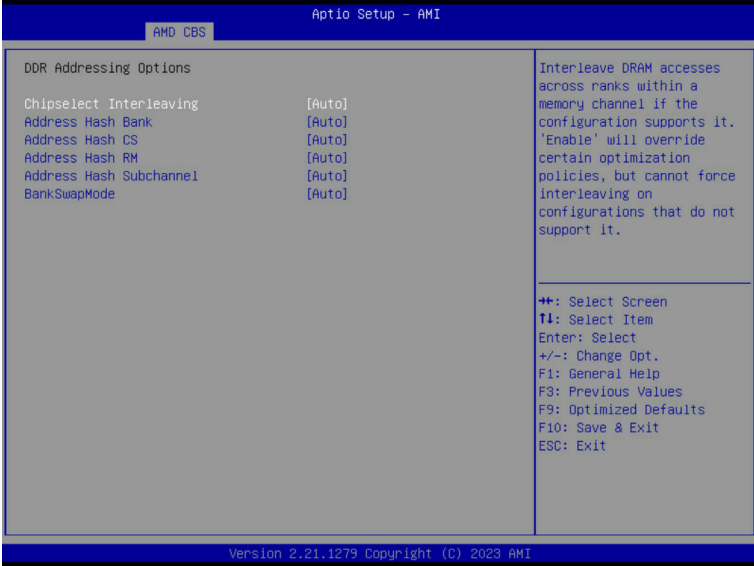 Aptio Setup - AMI
AMD CBS
DDR Addressing Options
Chipselect Interleaving [Auto]
Address Hash Bank [Auto]
Address Hash CS [Auto]
Address Hash RM [Auto]
Address Hash Subchannel [Auto]
BankSwapMode [Auto]
Interleave DRAM accesses
across ranks within a
memory channel if the
configuration supports it.
'Enable' will override
certain optimization
policies, but cannot force
interleaving on
configurations that do not
support it.
→←: Select Screen
↑↓: Select Item
Enter: Select
+/-: Change Opt.
F1: General Help
F3: Previous Values
F9: Optimized Defaults
F10: Save & Exit
ESC: Exit
Version 2.21.1279 Copyright (C) 2023 AMI